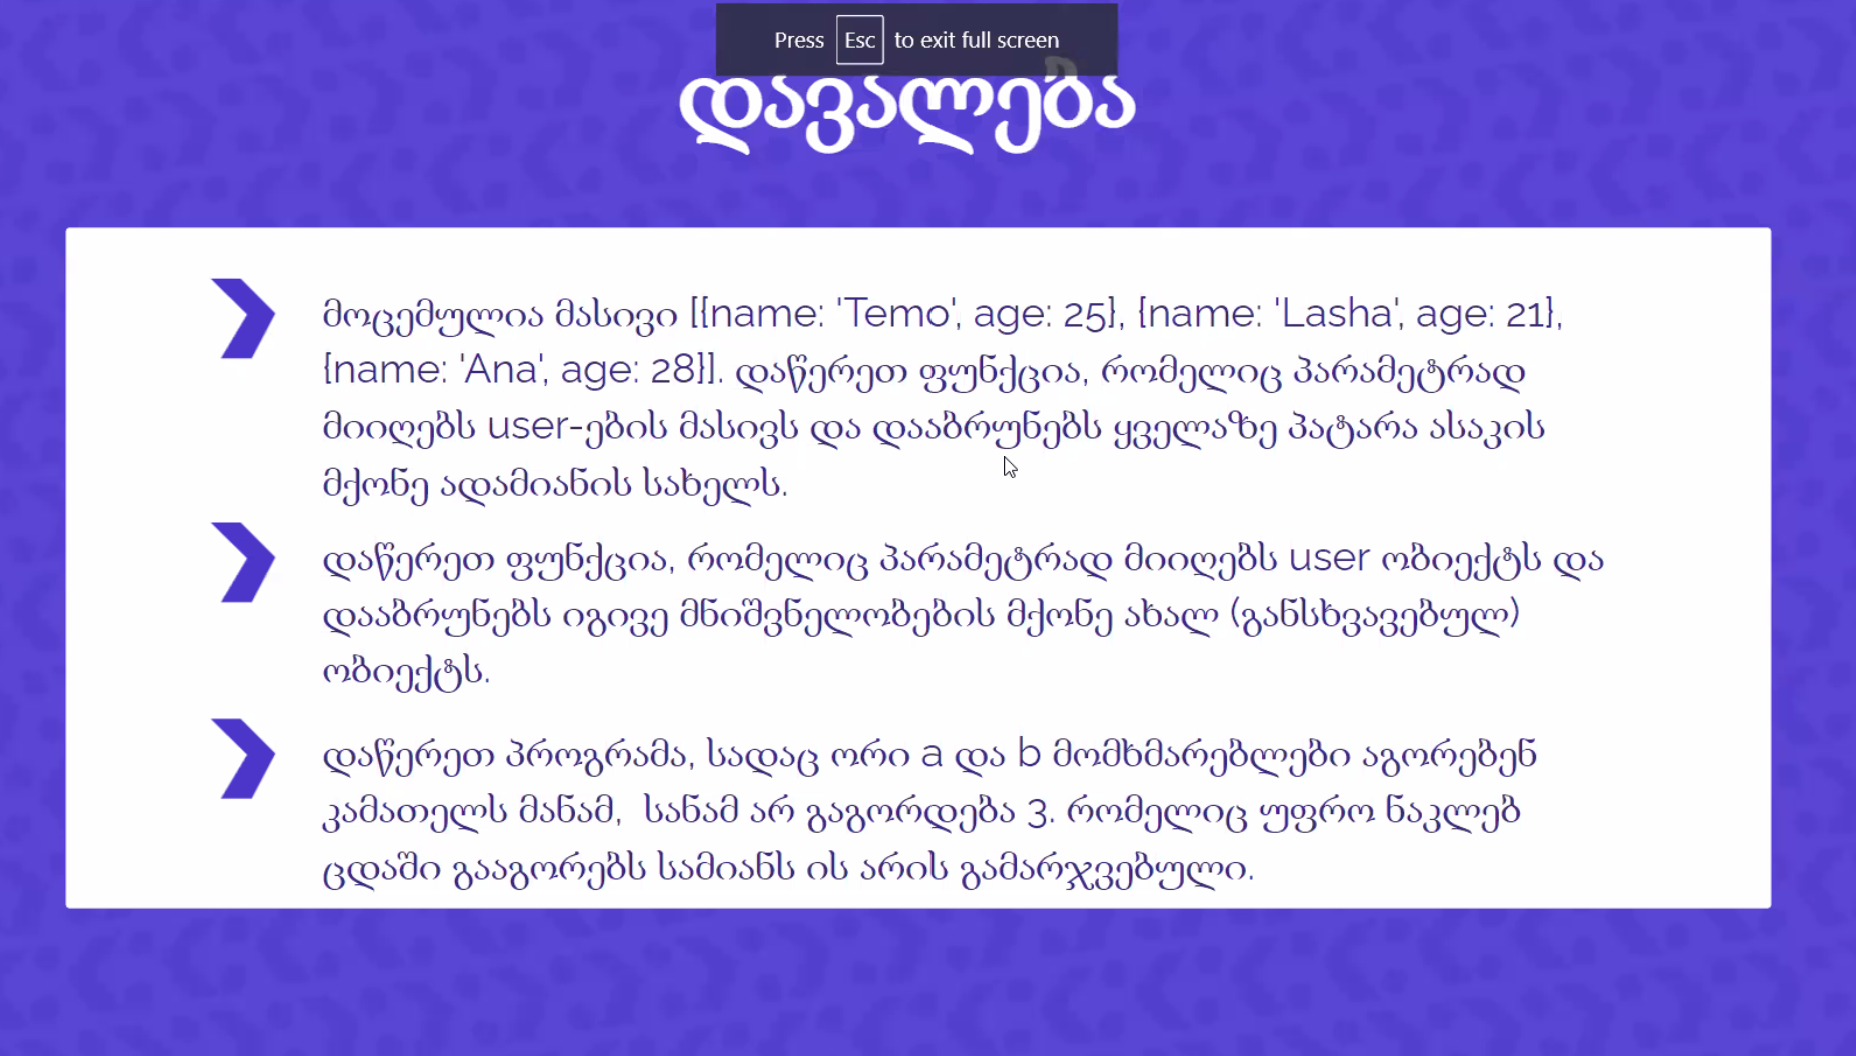 Press Esc to exit full screen
დავალება
მოცემულია მასივი [{name: 'Temo', age: 25}, {name: 'Lasha', age: 21},
{name: 'Ana', age: 28}]. დაწერეთ ფუნქცია, რომელიც პარამეტრად
მიიღებს user-ების მასივს და დააბრუნებს ყველაზე პატარა ასაკის
მქონე ადამიანის სახელს.
დაწერეთ ფუნქცია, რომელიც პარამეტრად მიიღებს user ობიექტს და
დააბრუნებს იგივე მნიშვნელობების მქონე ახალ (განსხვავებულ)
ობიექტს.
დაწერეთ პროგრამა, სადაც ორი a და b მომხმარებლები აგორებენ
კამათელს მანამ, სანამ არ გაგორდება 3. რომელიც უფრო ნაკლებ
ცდაში გააგორებს სამიანს ის არის გამარჯვებული.